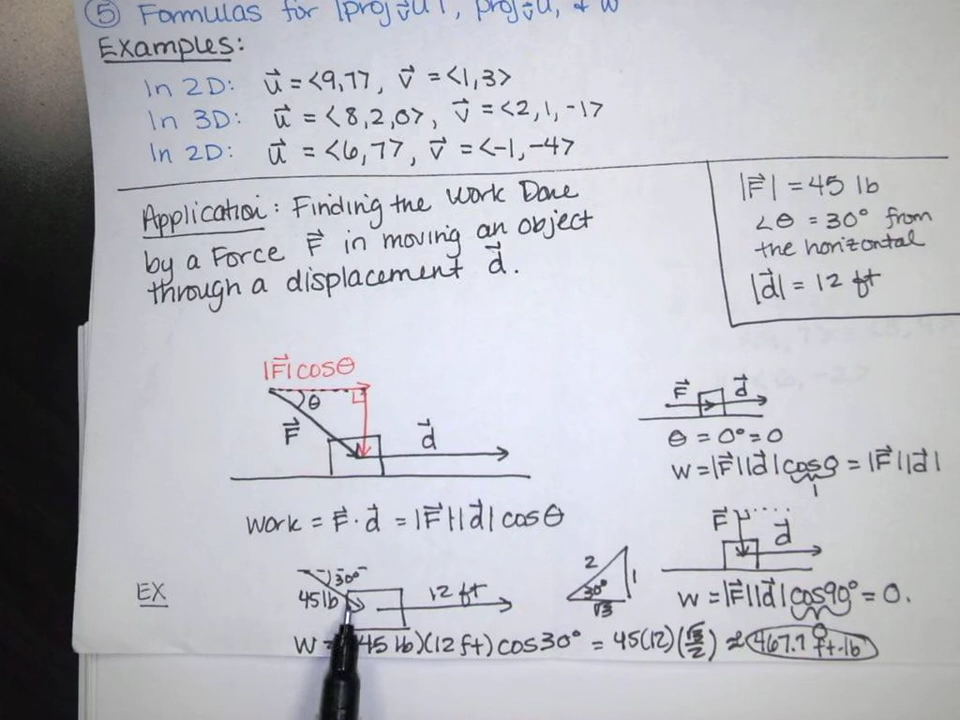 ⑤ Formulas for |proj_v⃗ u⃗|, proj_v⃗ u⃗, & w⃗
Examples:
In 2D: u⃗ = <9,7>, v⃗ = <1,3>
In 3D: u⃗ = <8,2,0>, v⃗ = <2,1,-1>
In 2D: u⃗ = <6,7>, v⃗ = <-1,-4>
Application: Finding the Work Done
by a Force F⃗ in moving an object
through a displacement d⃗.
|F⃗| = 45 lb
∠θ = 30° from
the horizontal
|d⃗| = 12 ft
|F⃗|cosθ
θ
F⃗
d⃗
work = F⃗·d⃗ = |F⃗||d⃗|cosθ
F⃗ d⃗
θ = 0° = 0
W = |F⃗||d⃗|cos0 = |F⃗||d⃗|
1
F⃗
d⃗
W = |F⃗||d⃗|cos90° = 0.
0
EX
30°
45lb
12 ft
2
30°
1
√3
W = 45 lb)(12 ft) cos30° = 45(12)(√3/2) ≈ 467.7 ft-lb